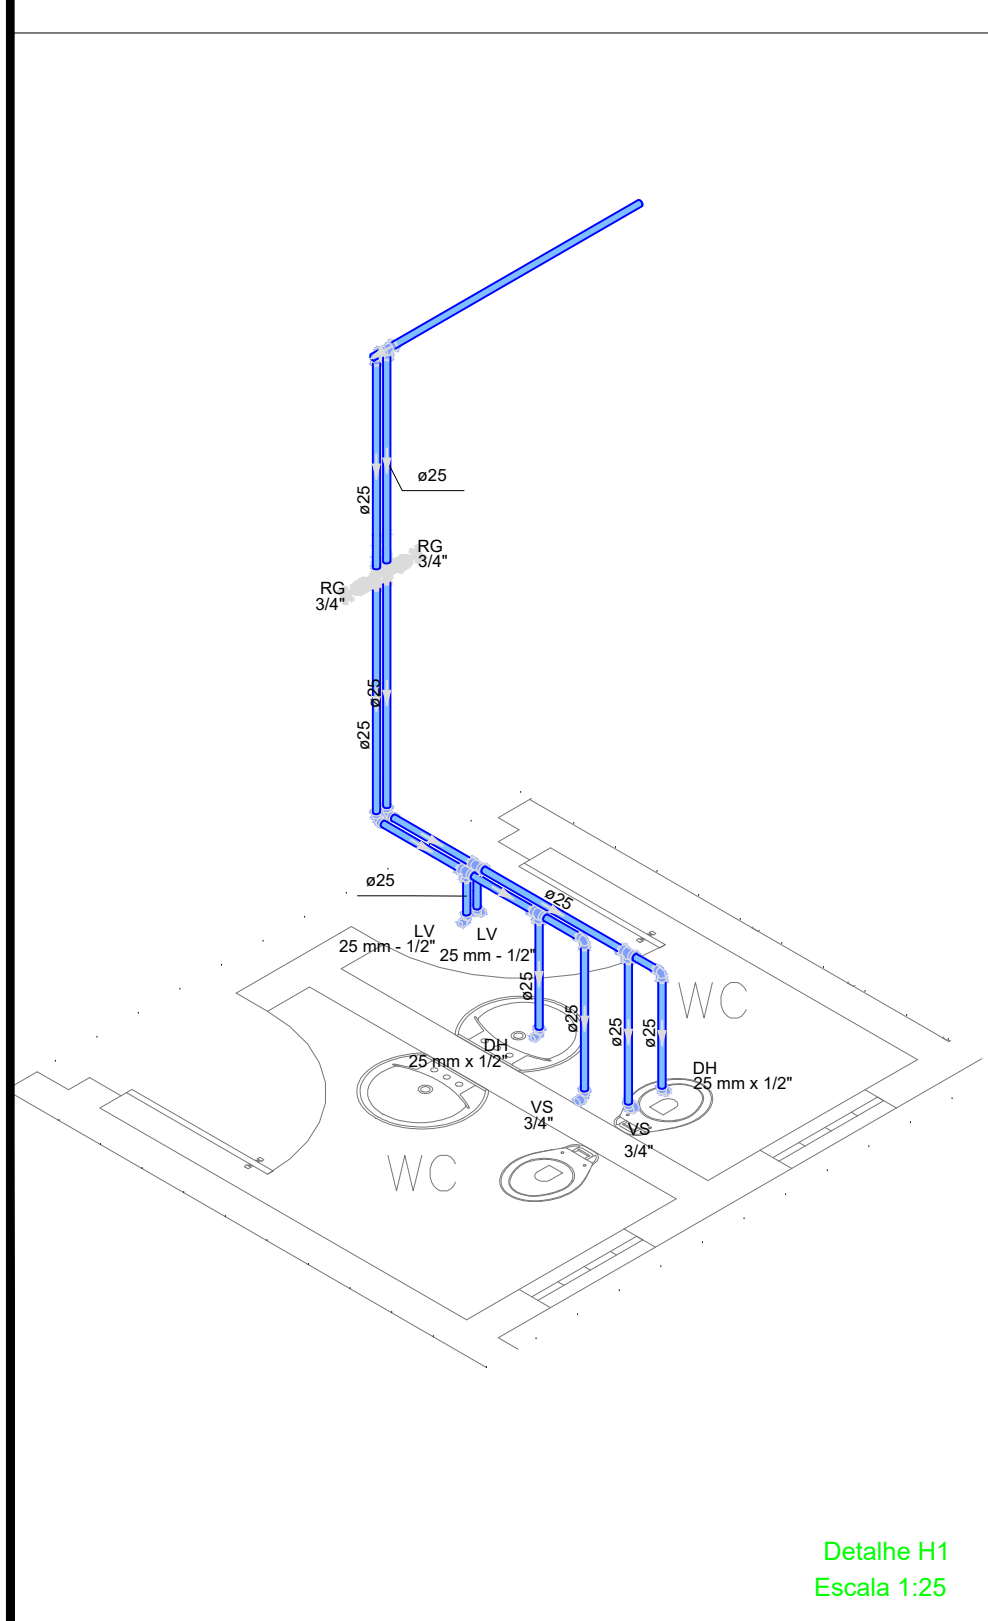 ø25
ø25
RG
3/4"
RG
3/4"
ø25
ø25
ø25
ø25
LV
25 mm - 1/2"
LV
25 mm - 1/2"
ø25
ø25
ø25
ø25
WC
DH
25 mm x 1/2"
DH
25 mm x 1/2"
VS
3/4"
VS
3/4"
WC
Detalhe H1
Escala 1:25